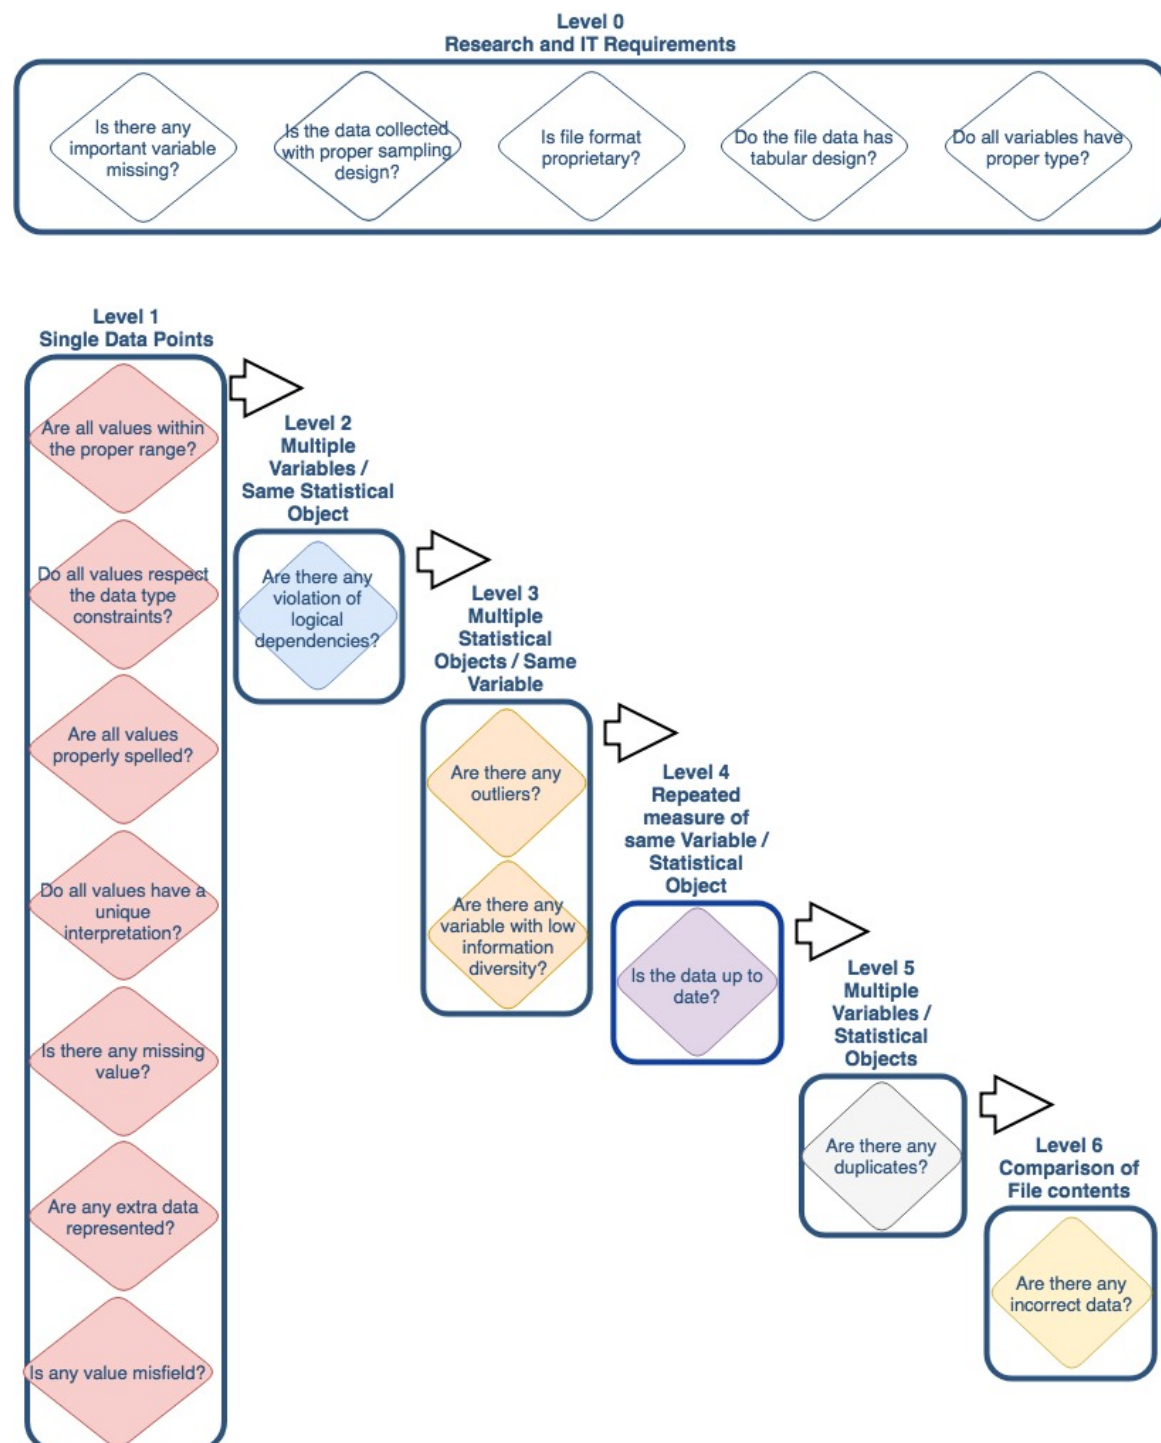 Level 0
Research and IT Requirements
Is there any
important variable
missing?
Is the data collected
with proper sampling
design?
Is file format
proprietary?
Do the file data has
tabular design?
Do all variables have
proper type?
Level 1
Single Data Points
Are all values within
the proper range?
Do all values respect
the data type
constraints?
Are all values
properly spelled?
Do all values have a
unique
interpretation?
Is there any missing
value?
Are any extra data
represented?
Is any value misfield?
Level 2
Multiple
Variables /
Same Statistical
Object
Are there any
violation of
logical
dependencies?
Level 3
Multiple
Statistical
Objects / Same
Variable
Are there any
outliers?
Are there any
variable with low
information
diversity?
Level 4
Repeated
measure of
same Variable /
Statistical
Object
Is the data up to
date?
Level 5
Multiple
Variables /
Statistical
Objects
Are there any
duplicates?
Level 6
Comparison of
File contents
Are there any
incorrect data?